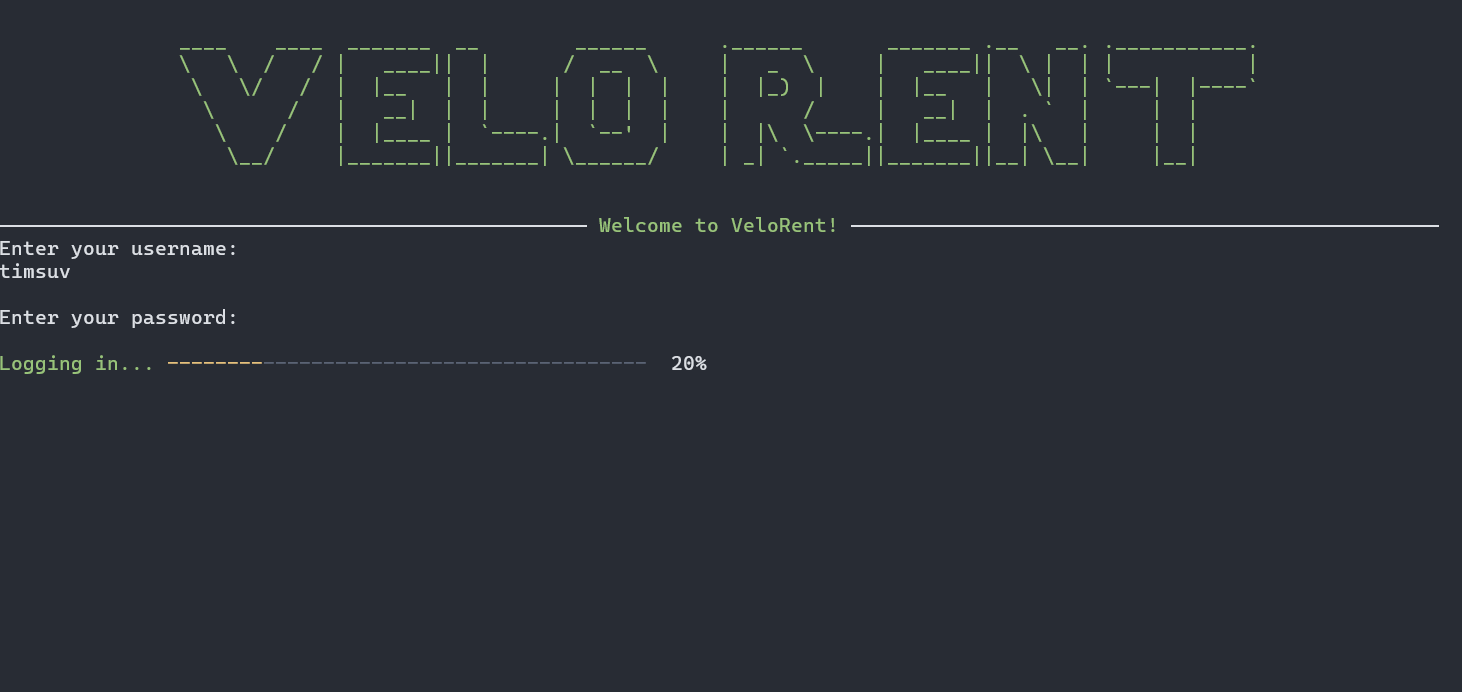 VELO RENT
Welcome to VeloRent!
Enter your username:
timsuv
Enter your password:
Logging in... 20%